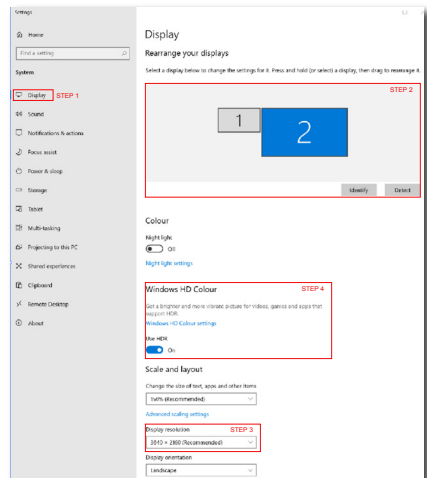 Settings
Home
Find a setting
System
Display STEP 1
Sound
Notifications & actions
Focus assist
Power & sleep
Storage
Tablet
Multi-tasking
Projecting to this PC
Shared experiences
Clipboard
Remote Desktop
About
Display
Rearrange your displays
Select a display below to change the settings for it. Press and hold (or select) a display, then drag to rearrange it.
STEP 2
1 2
Identify Detect
Colour
Night light
Off
Night light settings
Windows HD Colour STEP 4
Get a brighter and more vibrant picture for videos, games and apps that
support HDR.
Windows HD Colour settings
Use HDR
On
Scale and layout
Change the size of text, apps and other items
150% (Recommended)
Advanced scaling settings
Display resolution STEP 3
3840 × 2160 (Recommended)
Display orientation
Landscape